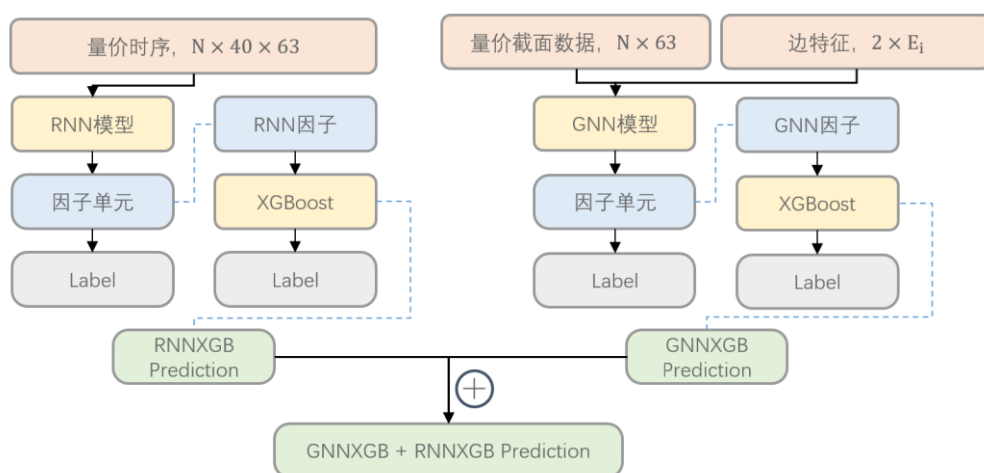 量价时序，N × 40 × 63
量价截面数据，N × 63
边特征，2 × Eᵢ
RNN模型
RNN因子
GNN模型
GNN因子
因子单元
XGBoost
因子单元
XGBoost
Label
Label
Label
Label
RNNXGB
Prediction
GNNXGB
Prediction
GNNXGB + RNNXGB Prediction